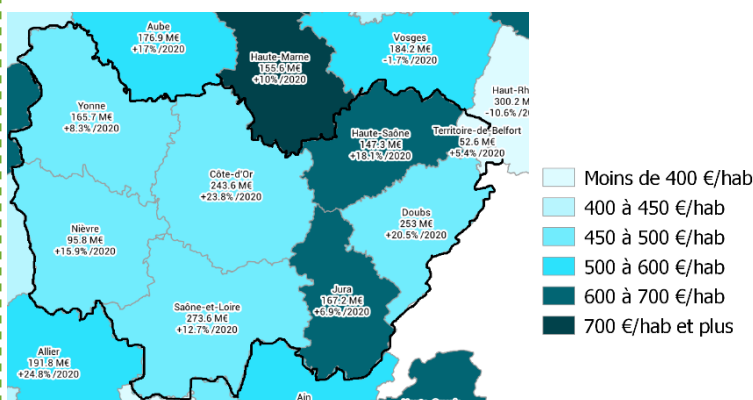 Aube
176.9 M€
+17% /2020
Haute-Marne
155.6 M€
+10% /2020
Vosges
184.2 M€
-1.7% /2020
Haut-Rh
300.2 M
-10.6% /20
Yonne
165.7 M€
+8.3% /2020
Haute-Saône
147.3 M€
+18.1% /2020
Territoire-de-Belfort
52.6 M€
+5.4% /2020
Côte-d'Or
243.6 M€
+23.8% /2020
Doubs
253 M€
+20.5% /2020
Nièvre
95.8 M€
+15.9% /2020
Jura
167.2 M€
+6.9% /2020
Saône-et-Loire
273.6 M€
+12.7% /2020
Allier
191.8 M€
+24.8% /2020
Ain
Moins de 400 €/hab
400 à 450 €/hab
450 à 500 €/hab
500 à 600 €/hab
600 à 700 €/hab
700 €/hab et plus